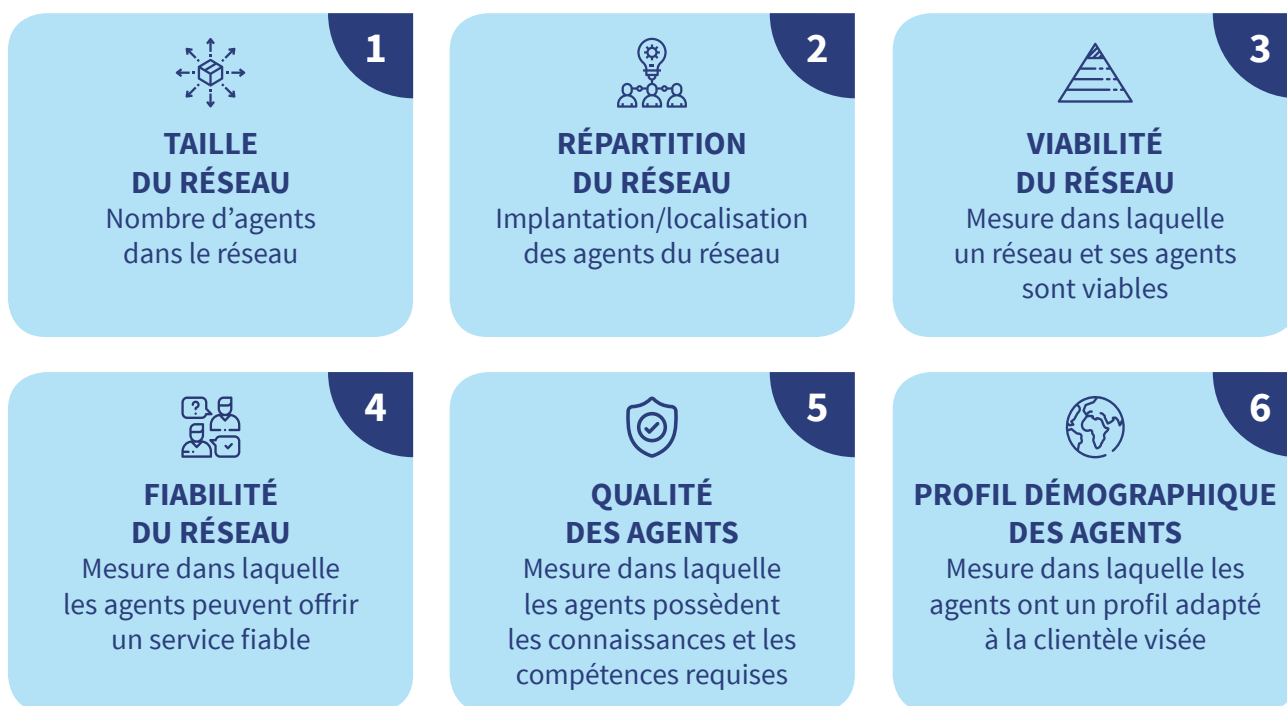 1
TAILLE
DU RÉSEAU
Nombre d’agents
dans le réseau
2
RÉPARTITION
DU RÉSEAU
Implantation/localisation
des agents du réseau
3
VIABILITÉ
DU RÉSEAU
Mesure dans laquelle
un réseau et ses agents
sont viables
4
FIABILITÉ
DU RÉSEAU
Mesure dans laquelle
les agents peuvent offrir
un service fiable
5
QUALITÉ
DES AGENTS
Mesure dans laquelle
les agents possèdent
les connaissances et les
compétences requises
6
PROFIL DÉMOGRAPHIQUE
DES AGENTS
Mesure dans laquelle les
agents ont un profil adapté
à la clientèle visée